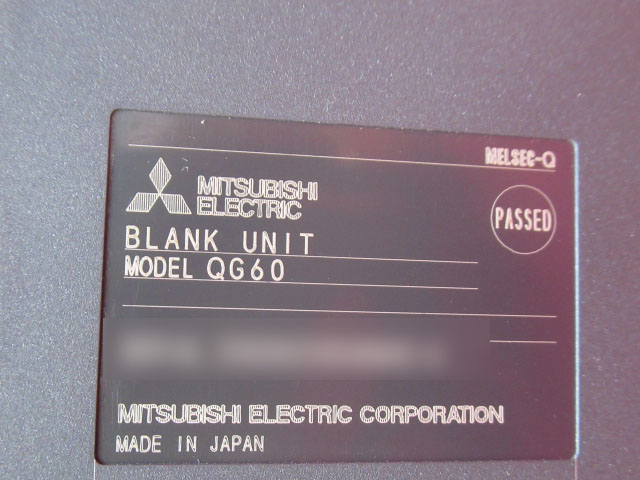 MELSEC-Q
MITSUBISHI
ELECTRIC
PASSED
BLANK UNIT
MODEL QG60
MITSUBISHI ELECTRIC CORPORATION
MADE IN JAPAN